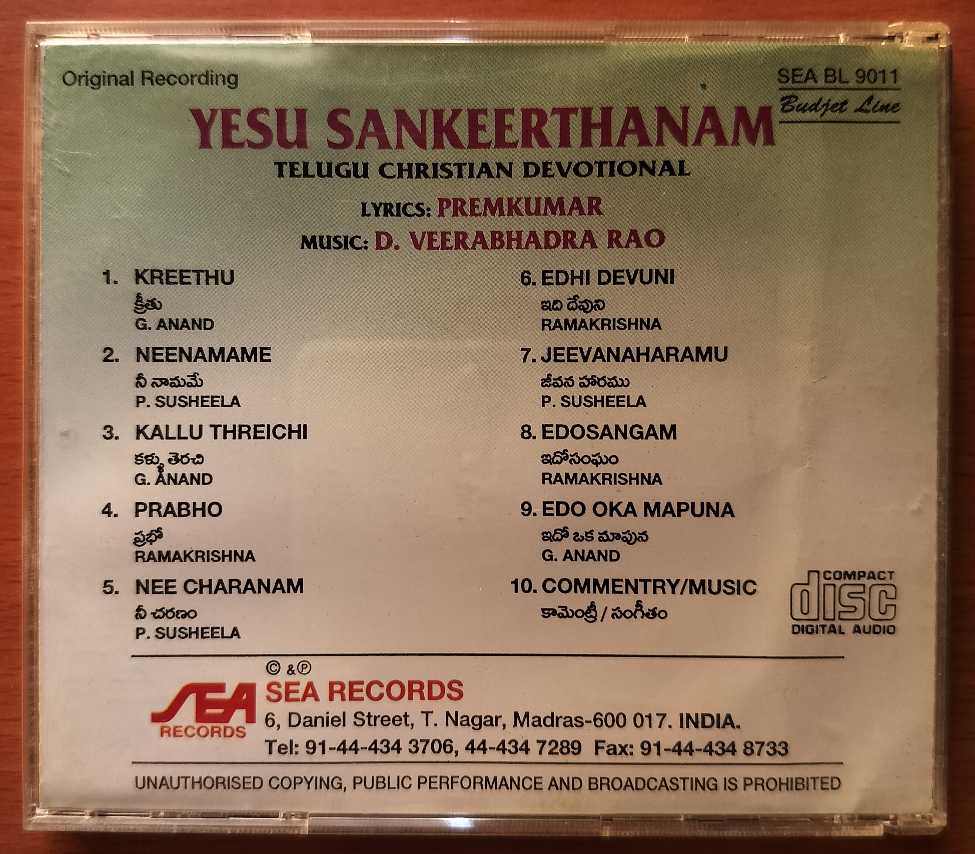 Original Recording
SEA BL 9011
Budjet Line
YESU SANKEERTHANAM
TELUGU CHRISTIAN DEVOTIONAL
LYRICS: PREMKUMAR
MUSIC: D. VEERABHADRA RAO
1. KREETHU
క్రీతు
G. ANAND
2. NEENAMAME
నీ నామమే
P. SUSHEELA
3. KALLU THREICHI
కళ్ళు తెరచి
G. ANAND
4. PRABHO
ప్రభో
RAMAKRISHNA
5. NEE CHARANAM
నీ చరణం
P. SUSHEELA
6. EDHI DEVUNI
ఇది దేవుని
RAMAKRISHNA
7. JEEVANAHARAMU
జీవన హారము
P. SUSHEELA
8. EDOSANGAM
ఇదోసంఘం
RAMAKRISHNA
9. EDO OKA MAPUNA
ఇదో ఒక మాపున
G. ANAND
10. COMMENTRY/MUSIC
కామెంట్రీ / సంగీతం
COMPACT
disc
DIGITAL AUDIO
© & ℗
SEA RECORDS
SEA
RECORDS
6, Daniel Street, T. Nagar, Madras-600 017. INDIA.
Tel: 91-44-434 3706, 44-434 7289 Fax: 91-44-434 8733
UNAUTHORISED COPYING, PUBLIC PERFORMANCE AND BROADCASTING IS PROHIBITED